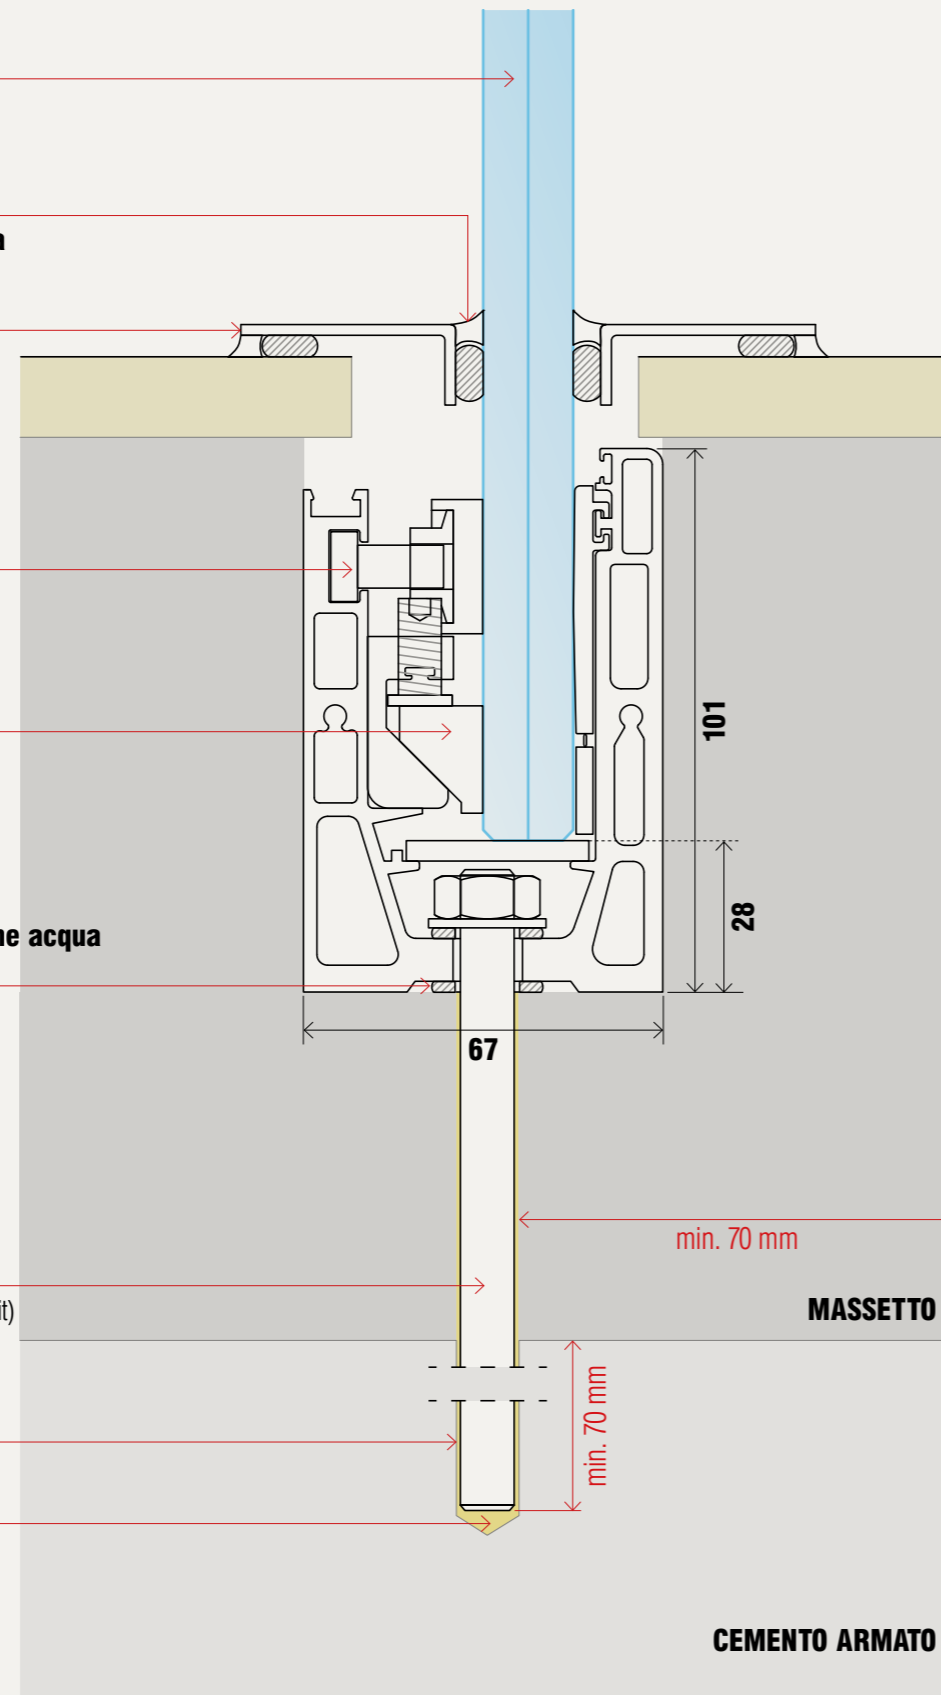 a
101
28
ne acqua
67
min. 70 mm
it)
MASSETTO
min. 70 mm
CEMENTO ARMATO